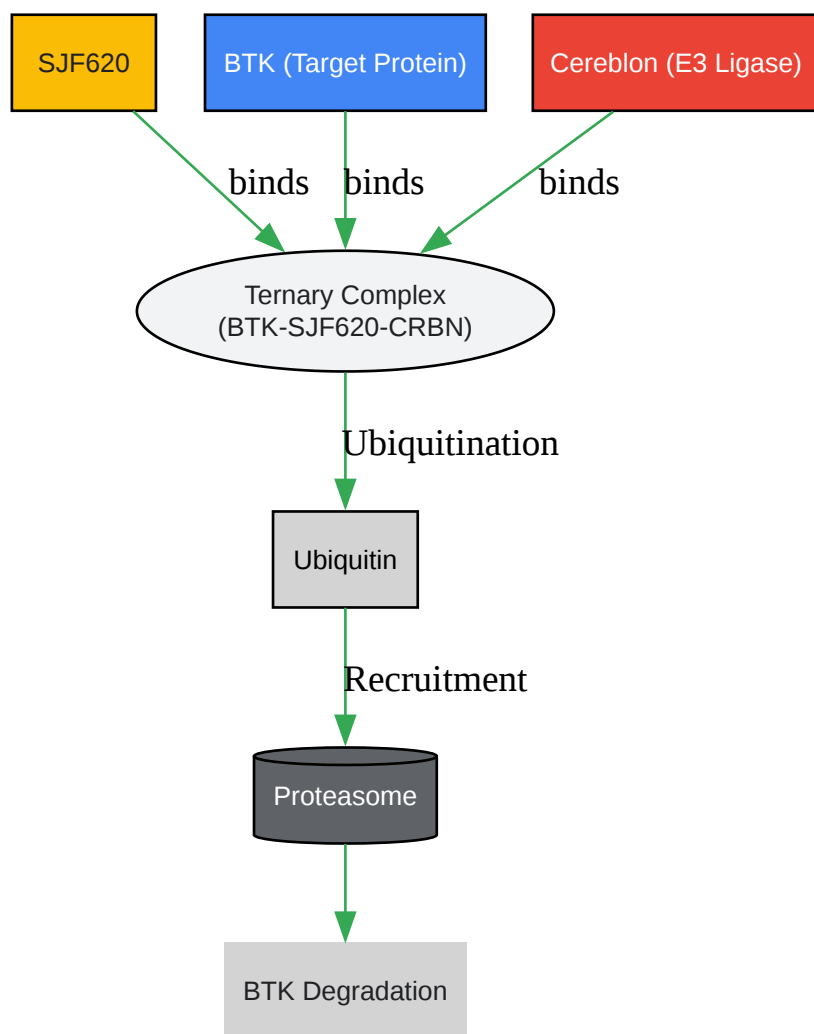 SJF620
BTK (Target Protein)
Cereblon (E3 Ligase)
binds
binds
binds
Ternary Complex
(BTK-SJF620-CRBN)
Ubiquitination
Ubiquitin
Recruitment
Proteasome
BTK Degradation